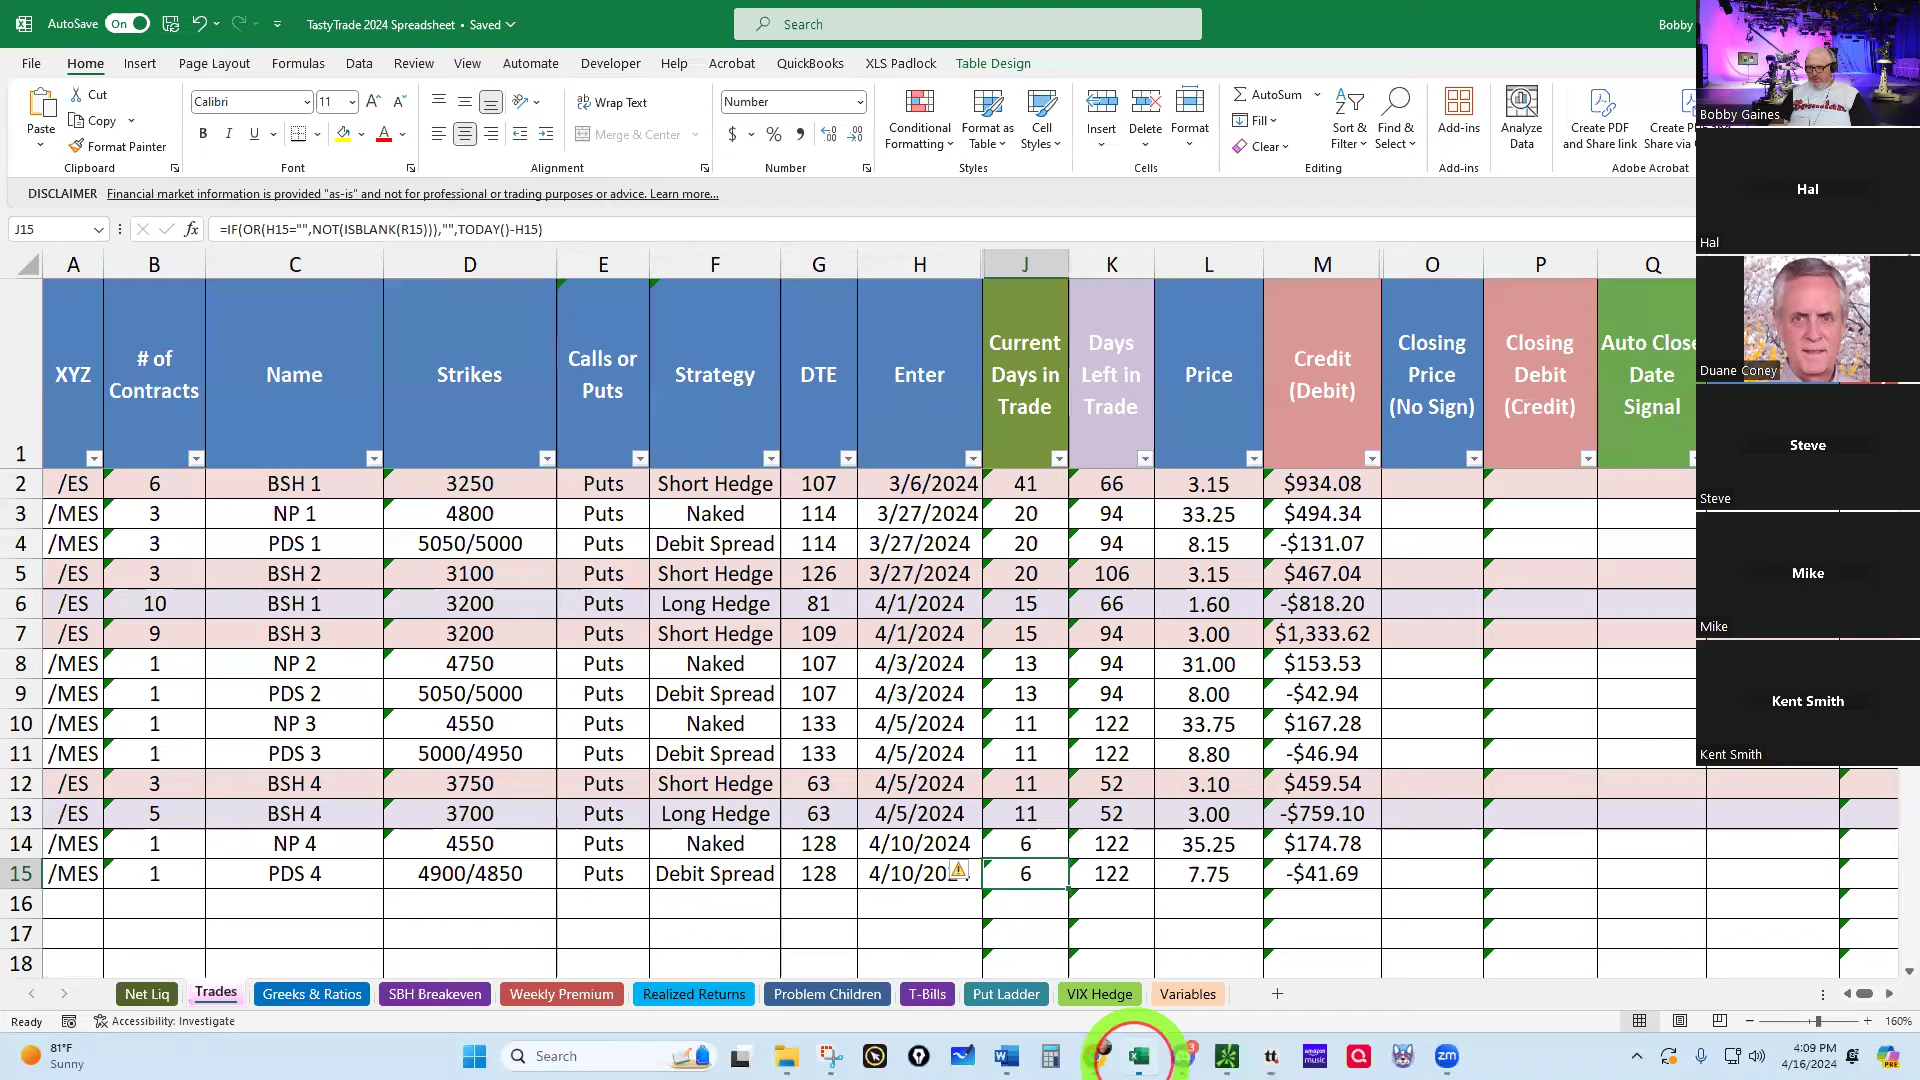 AutoSave On TastyTrade 2024 Spreadsheet • Saved Search Bobby
File Home Insert Page Layout Formulas Data Review View Automate Developer Help Acrobat QuickBooks XLS Padlock Table Design
Paste Cut Copy Format Painter Clipboard
Calibri 11 B I U Font
Wrap Text Merge & Center Alignment
Number $ % Number
Conditional Formatting Format as Table Cell Styles Styles
Insert Delete Format Cells
AutoSum Fill Clear Sort & Filter Find & Select Editing
Add-ins Add-ins
Analyze Data
Create PDF and Share link Create P Share via Adobe Acrobat
DISCLAIMER Financial market information is provided "as-is" and not for professional or trading purposes or advice. Learn more...
J15 fx =IF(OR(H15="",NOT(ISBLANK(R15))),"",TODAY()-H15)
A B C D E F G H J K L M O P Q
1 XYZ # of Contracts Name Strikes Calls or Puts Strategy DTE Enter Current Days in Trade Days Left in Trade Price Credit (Debit) Closing Price (No Sign) Closing Debit (Credit) Auto Close Date Signal
2 /ES 6 BSH 1 3250 Puts Short Hedge 107 3/6/2024 41 66 3.15 $934.08
3 /MES 3 NP 1 4800 Puts Naked 114 3/27/2024 20 94 33.25 $494.34
4 /MES 3 PDS 1 5050/5000 Puts Debit Spread 114 3/27/2024 20 94 8.15 -$131.07
5 /ES 3 BSH 2 3100 Puts Short Hedge 126 3/27/2024 20 106 3.15 $467.04
6 /ES 10 BSH 1 3200 Puts Long Hedge 81 4/1/2024 15 66 1.60 -$818.20
7 /ES 9 BSH 3 3200 Puts Short Hedge 109 4/1/2024 15 94 3.00 $1,333.62
8 /MES 1 NP 2 4750 Puts Naked 107 4/3/2024 13 94 31.00 $153.53
9 /MES 1 PDS 2 5050/5000 Puts Debit Spread 107 4/3/2024 13 94 8.00 -$42.94
10 /MES 1 NP 3 4550 Puts Naked 133 4/5/2024 11 122 33.75 $167.28
11 /MES 1 PDS 3 5000/4950 Puts Debit Spread 133 4/5/2024 11 122 8.80 -$46.94
12 /ES 3 BSH 4 3750 Puts Short Hedge 63 4/5/2024 11 52 3.10 $459.54
13 /ES 5 BSH 4 3700 Puts Long Hedge 63 4/5/2024 11 52 3.00 -$759.10
14 /MES 1 NP 4 4550 Puts Naked 128 4/10/2024 6 122 35.25 $174.78
15 /MES 1 PDS 4 4900/4850 Puts Debit Spread 128 4/10/202 6 122 7.75 -$41.69
16
17
18
Bobby Gaines
Hal
Hal
Duane Coney
Steve
Steve
Mike
Mike
Kent Smith
Kent Smith
Net Liq Trades Greeks & Ratios SBH Breakeven Weekly Premium Realized Returns Problem Children T-Bills Put Ladder VIX Hedge Variables
Ready Accessibility: Investigate 160%
81°F
Sunny
Search
amazon music
tt
zm
4:09 PM
4/16/2024
PRE